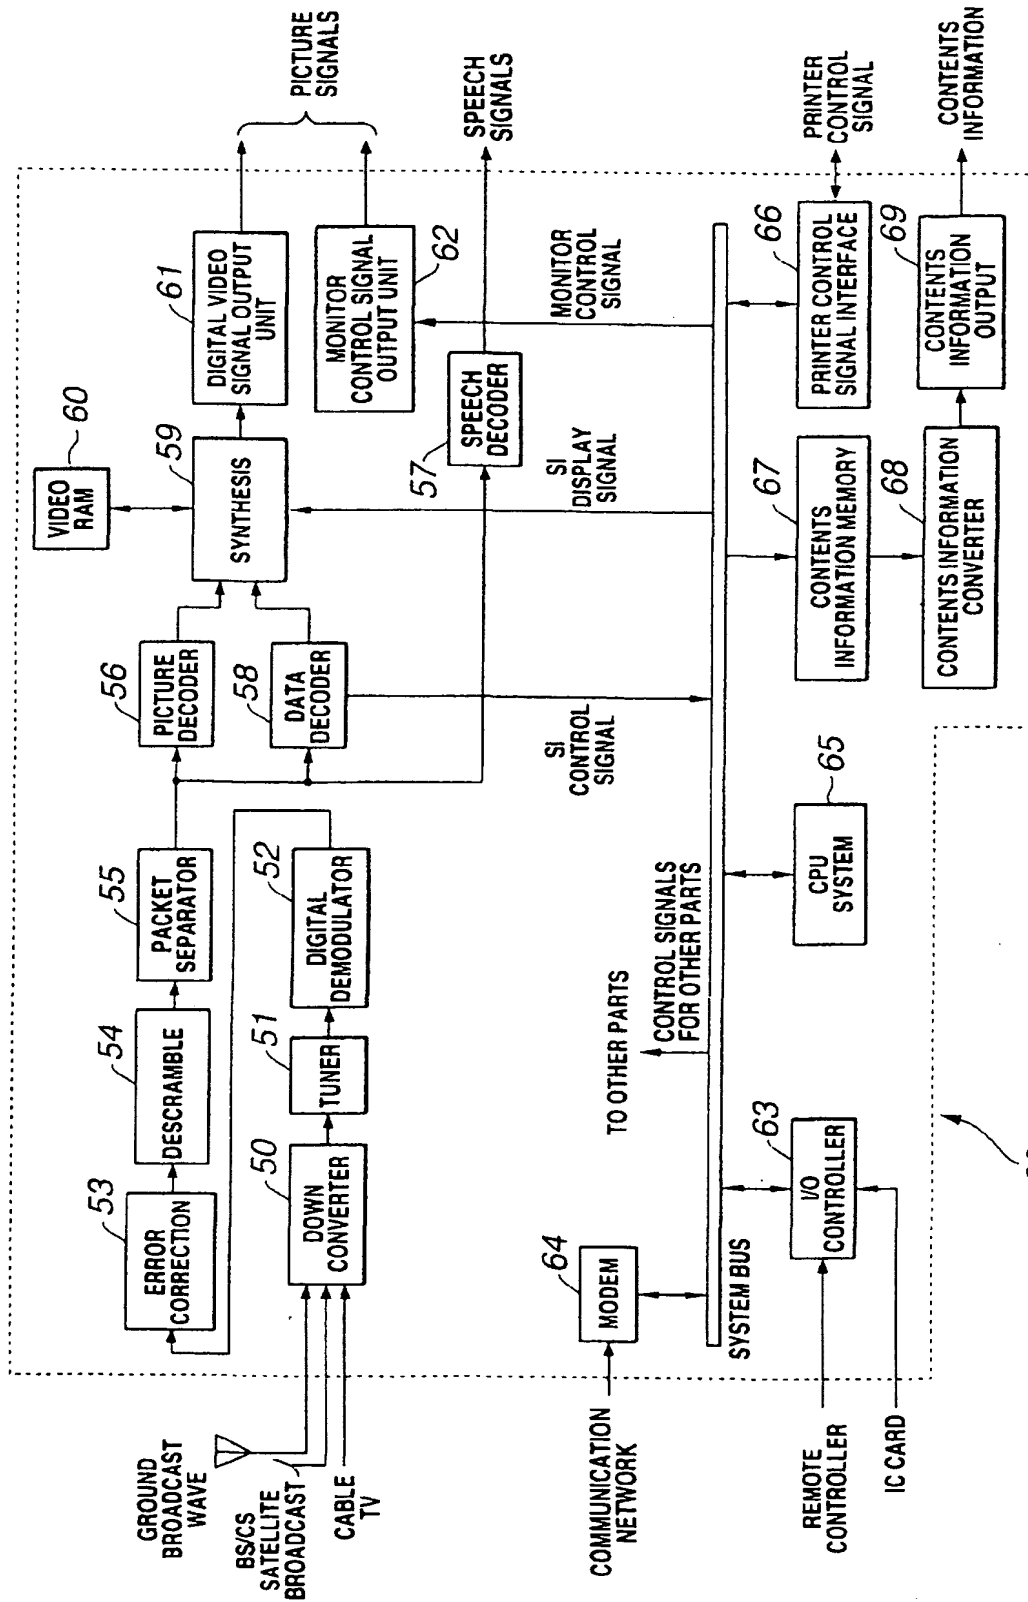 GROUND
BROADCAST
WAVE
BS/CS
SATELLITE
BROADCAST
CABLE
TV
53
ERROR
CORRECTION
54
DESCRAMBLE
55
PACKET
SEPARATOR
50
DOWN
CONVERTER
51
TUNER
52
DIGITAL
DEMODULATOR
56
PICTURE
DECODER
58
DATA
DECODER
60
VIDEO
RAM
59
SYNTHESIS
61
DIGITAL VIDEO
SIGNAL OUTPUT
UNIT
MONITOR
CONTROL SIGNAL
OUTPUT UNIT
62
PICTURE
SIGNALS
57
SPEECH
DECODER
SPEECH
SIGNALS
SI
CONTROL
SIGNAL
SI
DISPLAY
SIGNAL
MONITOR
CONTROL
SIGNAL
COMMUNICATION
NETWORK
64
MODEM
TO OTHER PARTS
CONTROL SIGNALS
FOR OTHER PARTS
SYSTEM BUS
REMOTE
CONTROLLER
IC CARD
63
I/O
CONTROLLER
65
CPU
SYSTEM
67
CONTENTS
INFORMATION MEMORY
66
PRINTER CONTROL
SIGNAL INTERFACE
PRINTER
CONTROL
SIGNAL
68
CONTENTS INFORMATION
CONVERTER
69
CONTENTS
INFORMATION
OUTPUT
CONTENTS
INFORMATION